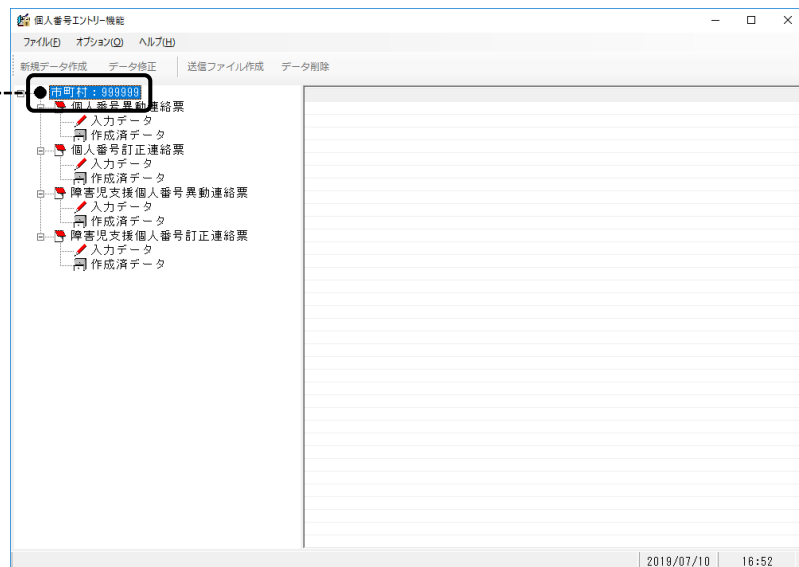 個人番号エントリー機能
ファイル(F) オプション(O) ヘルプ(H)
新規データ作成 データ修正 送信ファイル作成 データ削除
市町村：999999
個人番号異動連絡票
入力データ
作成済データ
個人番号訂正連絡票
入力データ
作成済データ
障害児支援個人番号異動連絡票
入力データ
作成済データ
障害児支援個人番号訂正連絡票
入力データ
作成済データ
2019/07/10 16:52